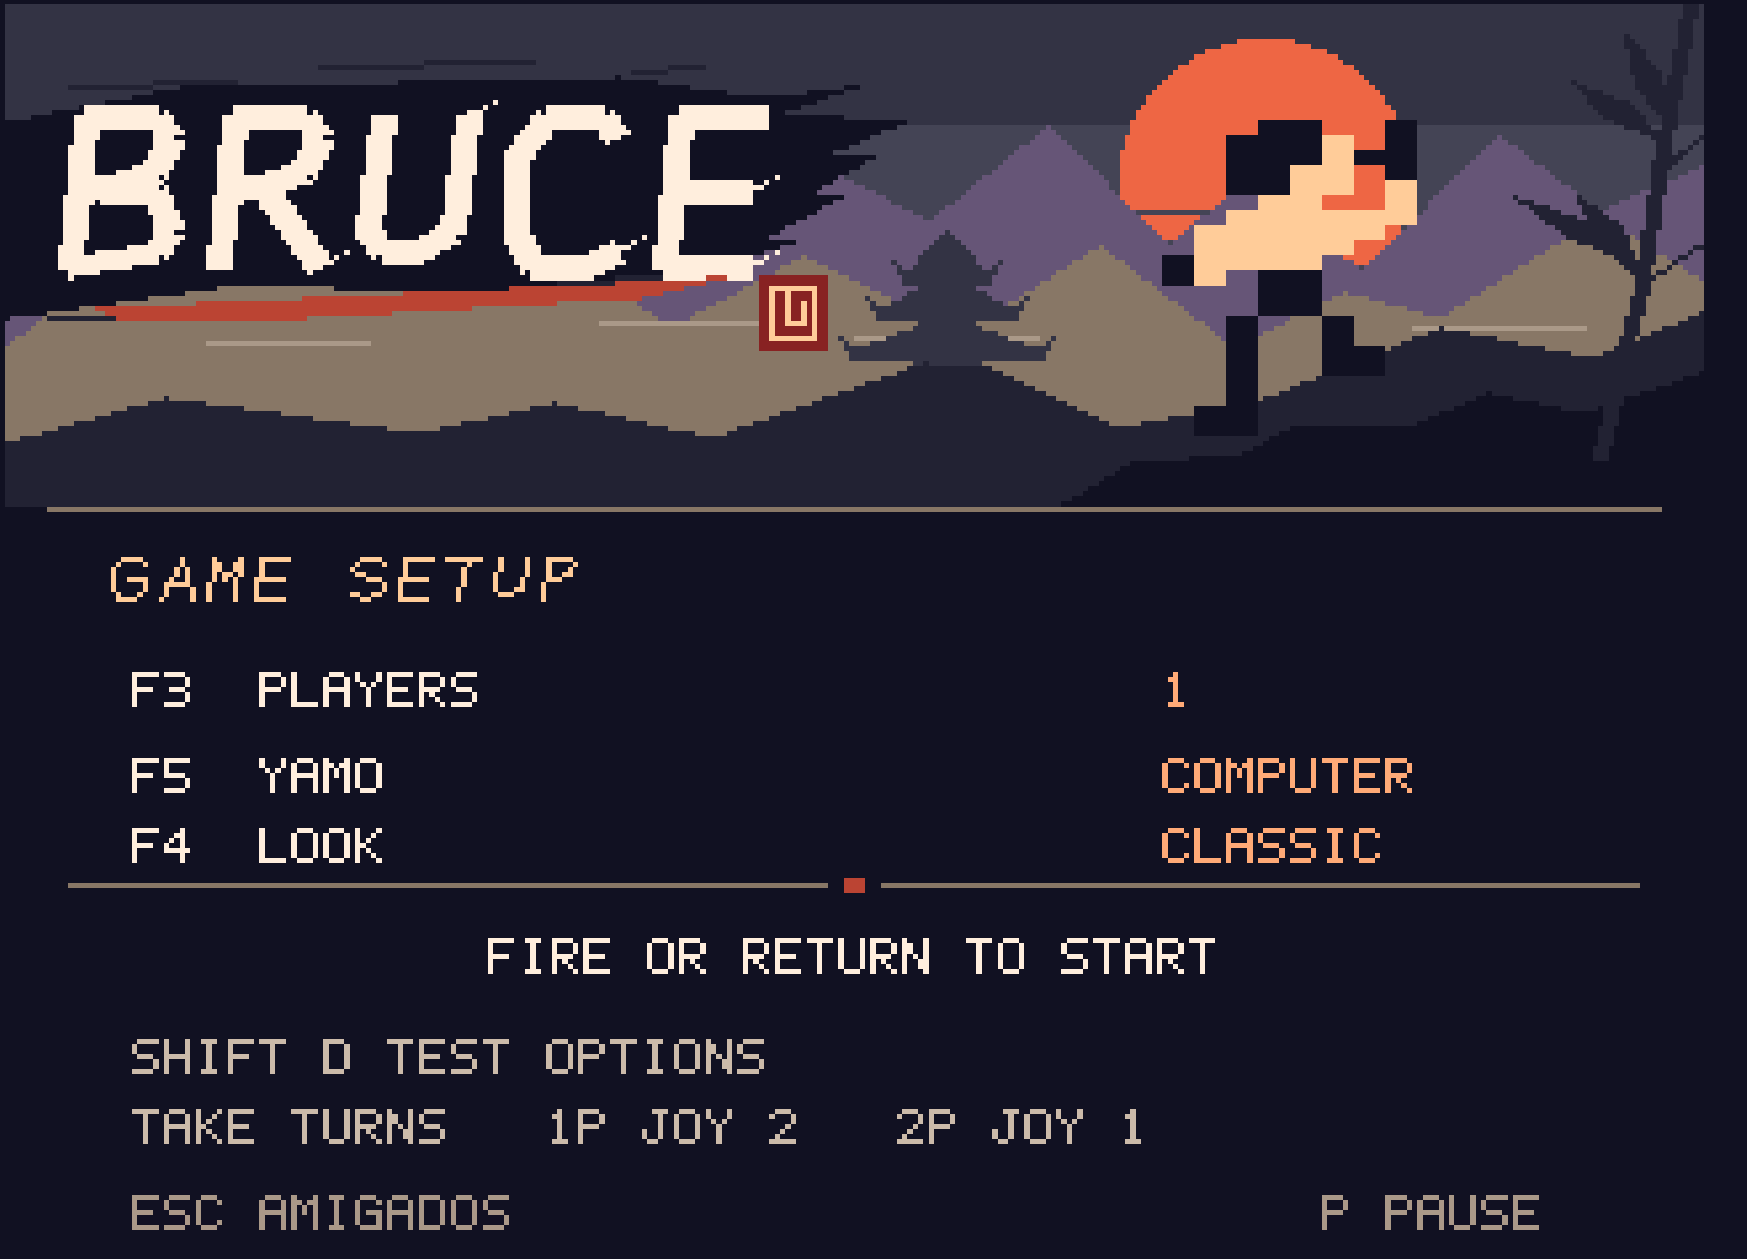 BRUCE
GAME SETUP
F3 PLAYERS 1
F5 YAMO COMPUTER
F4 LOOK CLASSIC
FIRE OR RETURN TO START
SHIFT D TEST OPTIONS
TAKE TURNS 1P JOY 2 2P JOY 1
ESC AMIGADOS P PAUSE